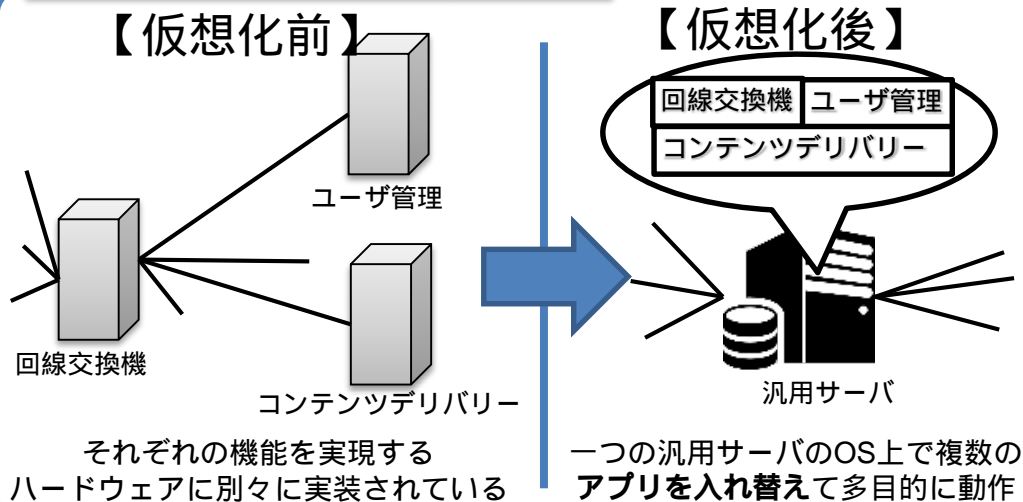 【仮想化前】
ユーザ管理
回線交換機
コンテンツデリバリー
それぞれの機能を実現する
ハードウェアに別々に実装されている
【仮想化後】
回線交換機
ユーザ管理
コンテンツデリバリー
汎用サーバ
一つの汎用サーバのOS上で複数の
アプリを入れ替えて多目的に動作